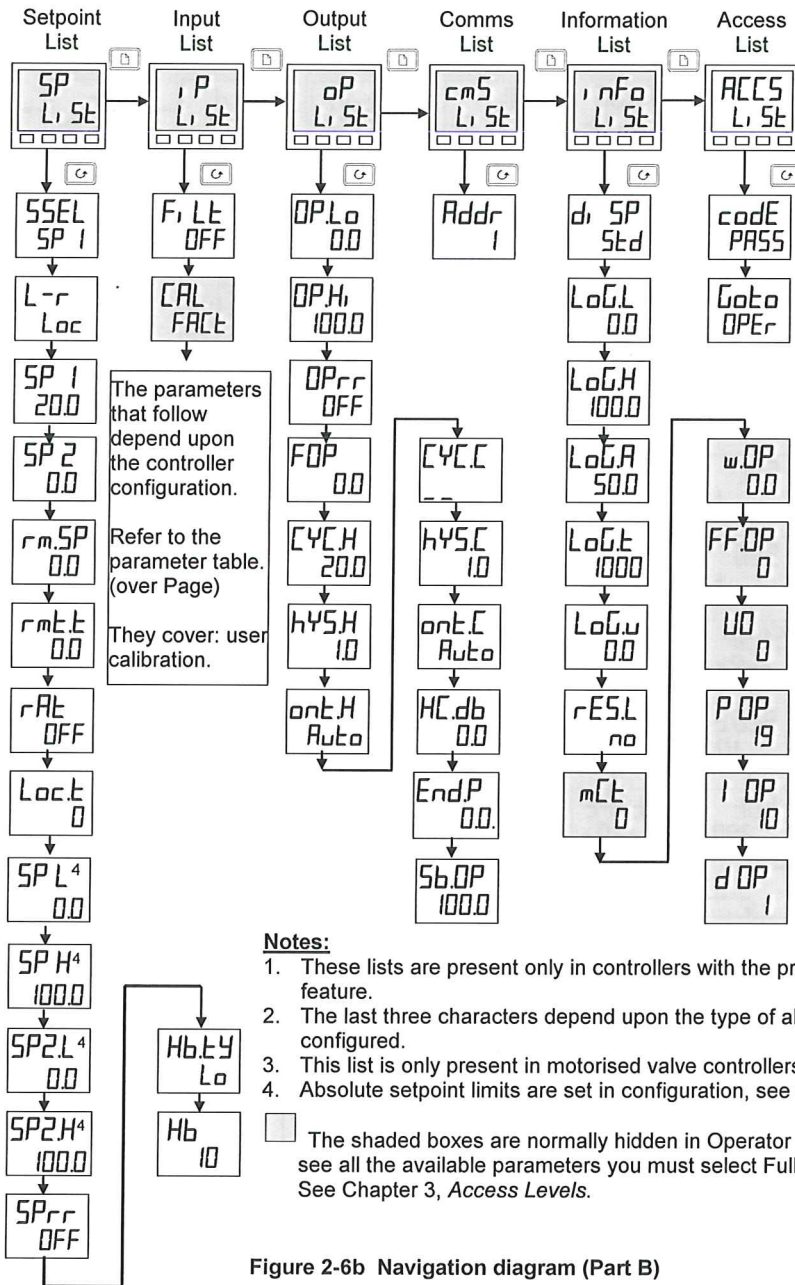 Setpoint List
Input List
Output List
Comms List
Information List
Access List
SP
LiSt
iP
LiSt
oP
LiSt
cmS
LiSt
inFo
LiSt
ACCS
LiSt
SSEL
SP 1
L-r
Loc
SP 1
20.0
SP 2
0.0
rm.SP
0.0
rmt.t
0.0
rAt
OFF
Loc.t
0
SP L⁴
0.0
SP H⁴
100.0
SP2.L⁴
0.0
SP2.H⁴
100.0
SPrr
OFF
Hb.tY
Lo
Hb
10
FiLt
OFF
CAL
FACt
The parameters
that follow
depend upon
the controller
configuration.
Refer to the
parameter table.
(over Page)
They cover: user
calibration.
OP.Lo
0.0
OP.Hi
100.0
OPrr
OFF
FOP
0.0
CYC.H
20.0
hYS.H
1.0
ont.H
Auto
Addr
1
CYC.C
_ _
hYS.C
1.0
ont.C
Auto
HC.db
0.0
End.P
0.0.
Sb.OP
100.0
diSP
Std
LoG.L
0.0
LoG.H
100.0
LoG.A
50.0
LoG.t
1000
LoG.v
0.0
rES.L
no
mCt
0
codE
PASS
Goto
OPEr
w.OP
0.0
FF.OP
0
VO
0
P OP
19
I OP
10
d OP
1
Notes:
1. These lists are present only in controllers with the pr
feature.
2. The last three characters depend upon the type of al
configured.
3. This list is only present in motorised valve controllers
4. Absolute setpoint limits are set in configuration, see
The shaded boxes are normally hidden in Operator
see all the available parameters you must select Full
See Chapter 3, Access Levels.
Figure 2-6b Navigation diagram (Part B)